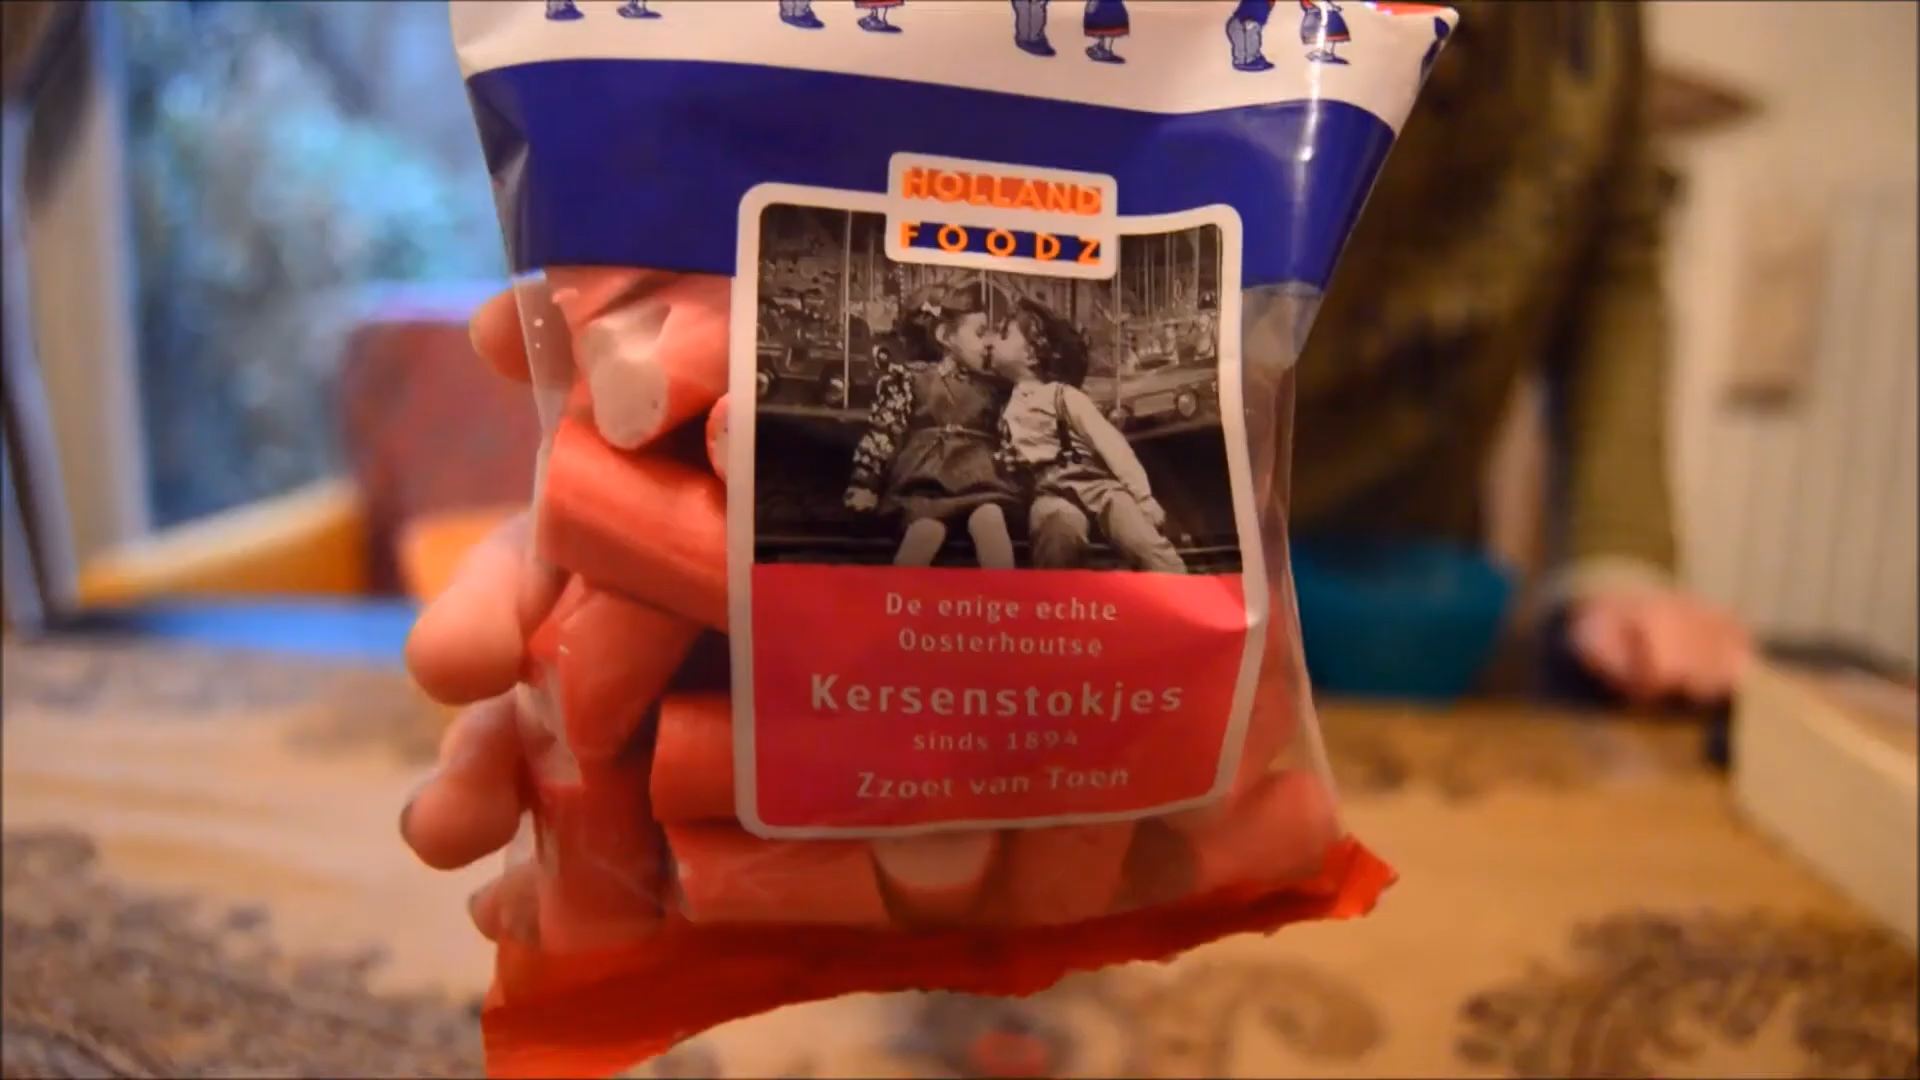 HOLLAND
FOODZ
De enige echte
Oosterhoutse
Kersenstokjes
sinds 1894
Zzoet van Toen